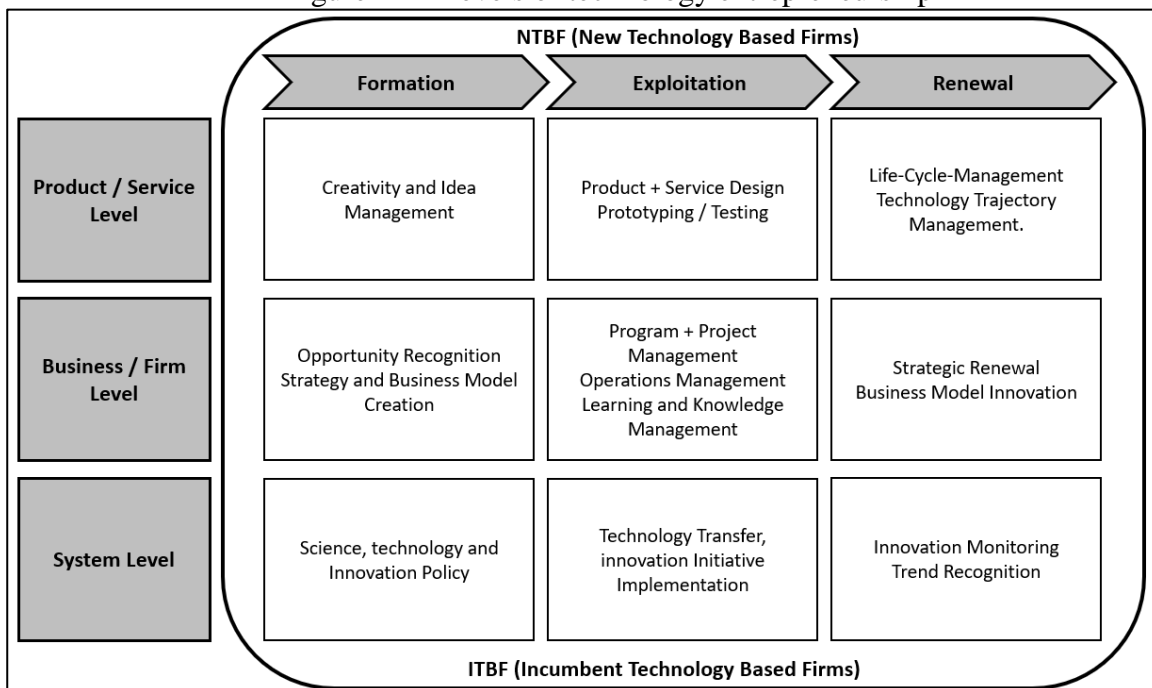 of technology entrepreneurship
NTBF (New Technology Based Firms)
Formation
Exploitation
Renewal
Product / Service
Level
Creativity and Idea
Management
Product + Service Design
Prototyping / Testing
Life-Cycle-Management
Technology Trajectory
Management.
Business / Firm
Level
Opportunity Recognition
Strategy and Business Model
Creation
Program + Project
Management
Operations Management
Learning and Knowledge
Management
Strategic Renewal
Business Model Innovation
System Level
Science, technology and
Innovation Policy
Technology Transfer,
innovation Initiative
Implementation
Innovation Monitoring
Trend Recognition
ITBF (Incumbent Technology Based Firms)